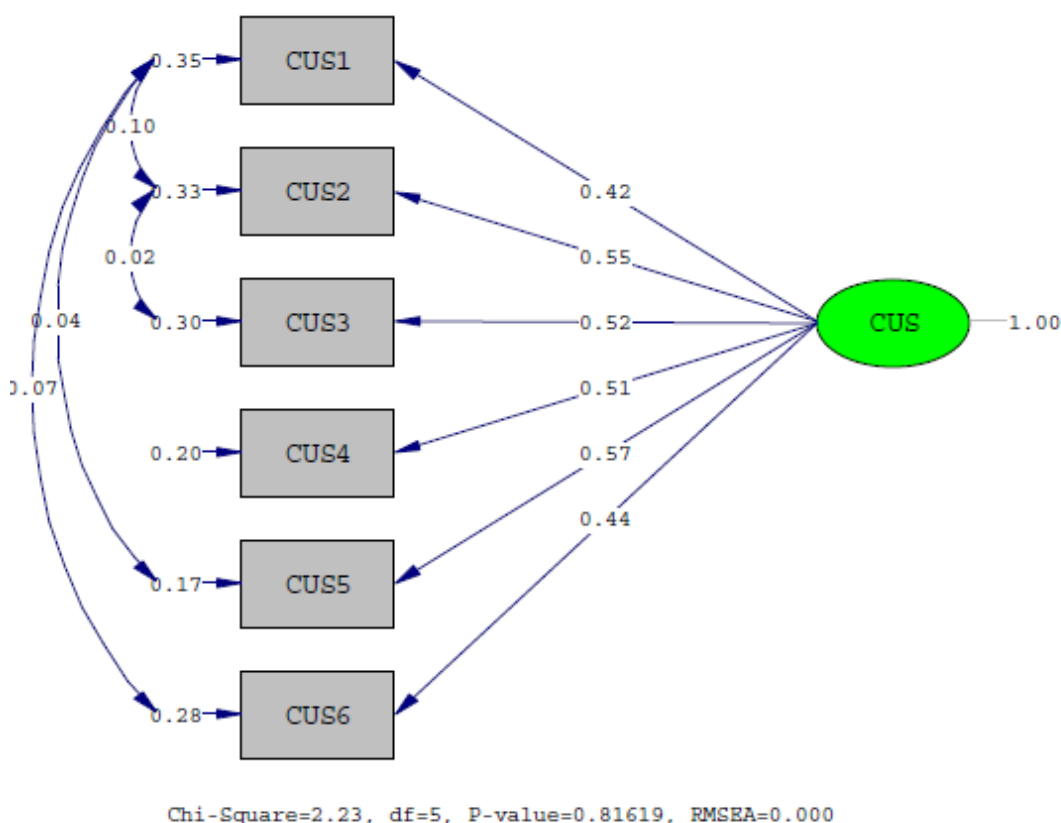 0.35 CUS1
0.10
0.33 CUS2 0.42
0.02 0.55
0.04 0.30 CUS3 0.52 CUS 1.00
0.07 0.51
0.20 CUS4 0.57
0.44
0.17 CUS5
0.28 CUS6
Chi-Square=2.23, df=5, P-value=0.81619, RMSEA=0.000